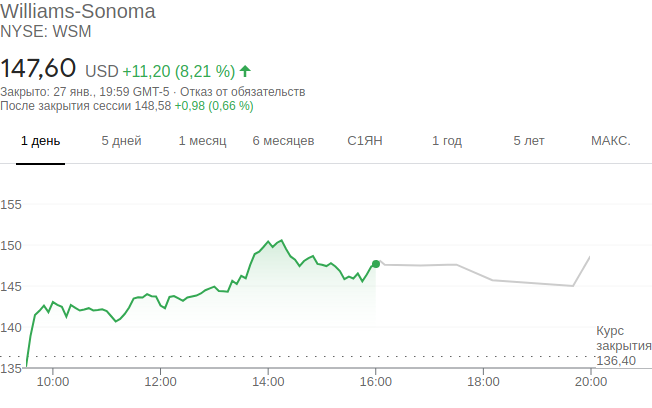 Williams-Sonoma
NYSE: WSM
147,60 USD +11,20 (8,21 %)
Закрыто: 27 янв., 19:59 GMT-5 · Отказ от обязательств
После закрытия сессии 148,58 +0,98 (0,66 %)
1 день 5 дней 1 месяц 6 месяцев С1ЯН 1 год 5 лет МАКС.
155
150
145
140
Курс
закрытия
136,40
135
10:00 12:00 14:00 16:00 18:00 20:00